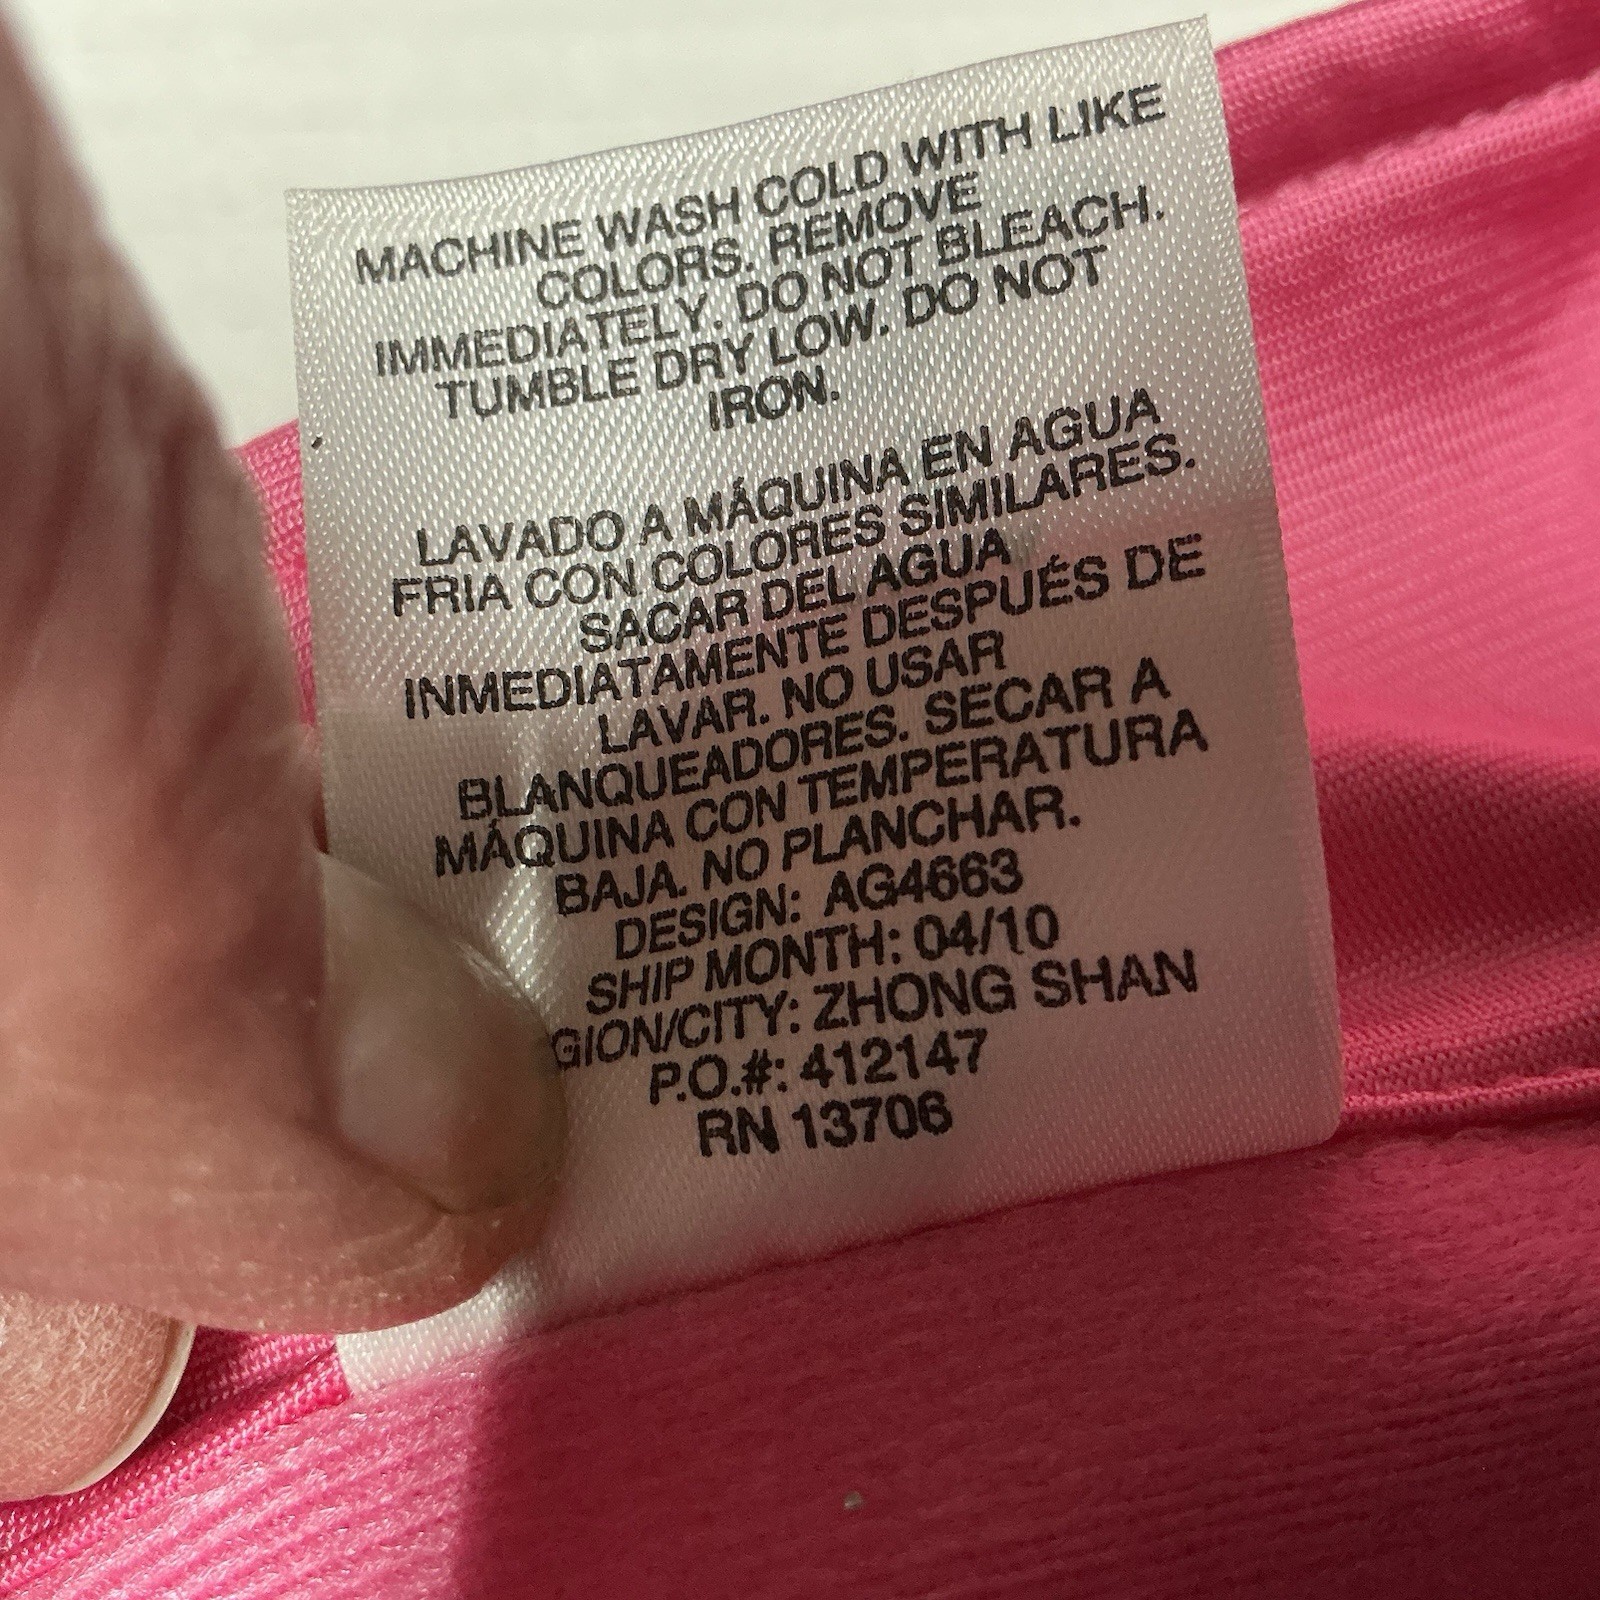 MACHINE WASH COLD WITH LIKE
COLORS. REMOVE
IMMEDIATELY. DO NOT BLEACH.
TUMBLE DRY LOW. DO NOT
IRON.
LAVADO A MÁQUINA EN AGUA
FRIA CON COLORES SIMILARES.
SACAR DEL AGUA
INMEDIATAMENTE DESPUÉS DE
LAVAR. NO USAR
BLANQUEADORES. SECAR A
MÁQUINA CON TEMPERATURA
BAJA. NO PLANCHAR.
DESIGN: AG4663
SHIP MONTH: 04/10
GION/CITY: ZHONG SHAN
P.O.#: 412147
RN 13706